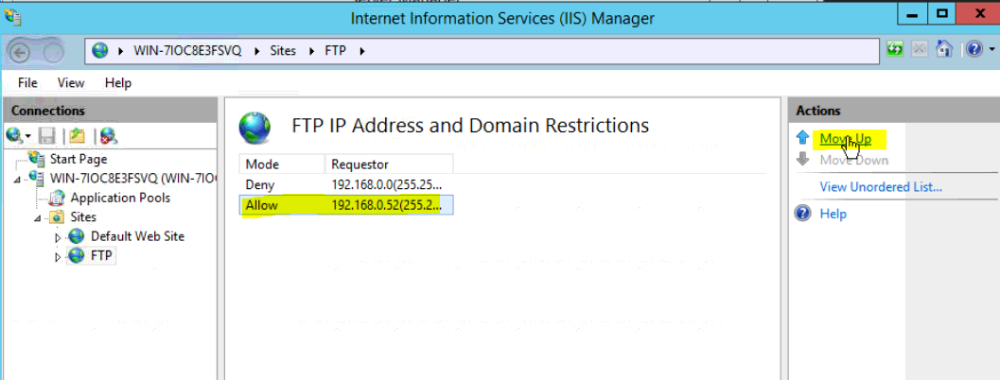 Internet Information Services (IIS) Manager
WIN-7IOC8E3FSVQ Sites FTP
File View Help
Connections
Start Page
WIN-7IOC8E3FSVQ (WIN-7IO
Application Pools
Sites
Default Web Site
FTP
FTP IP Address and Domain Restrictions
Mode Requestor
Deny 192.168.0.0(255.25...
Allow 192.168.0.52(255.2...
Actions
Move Up
Move Down
View Unordered List...
Help